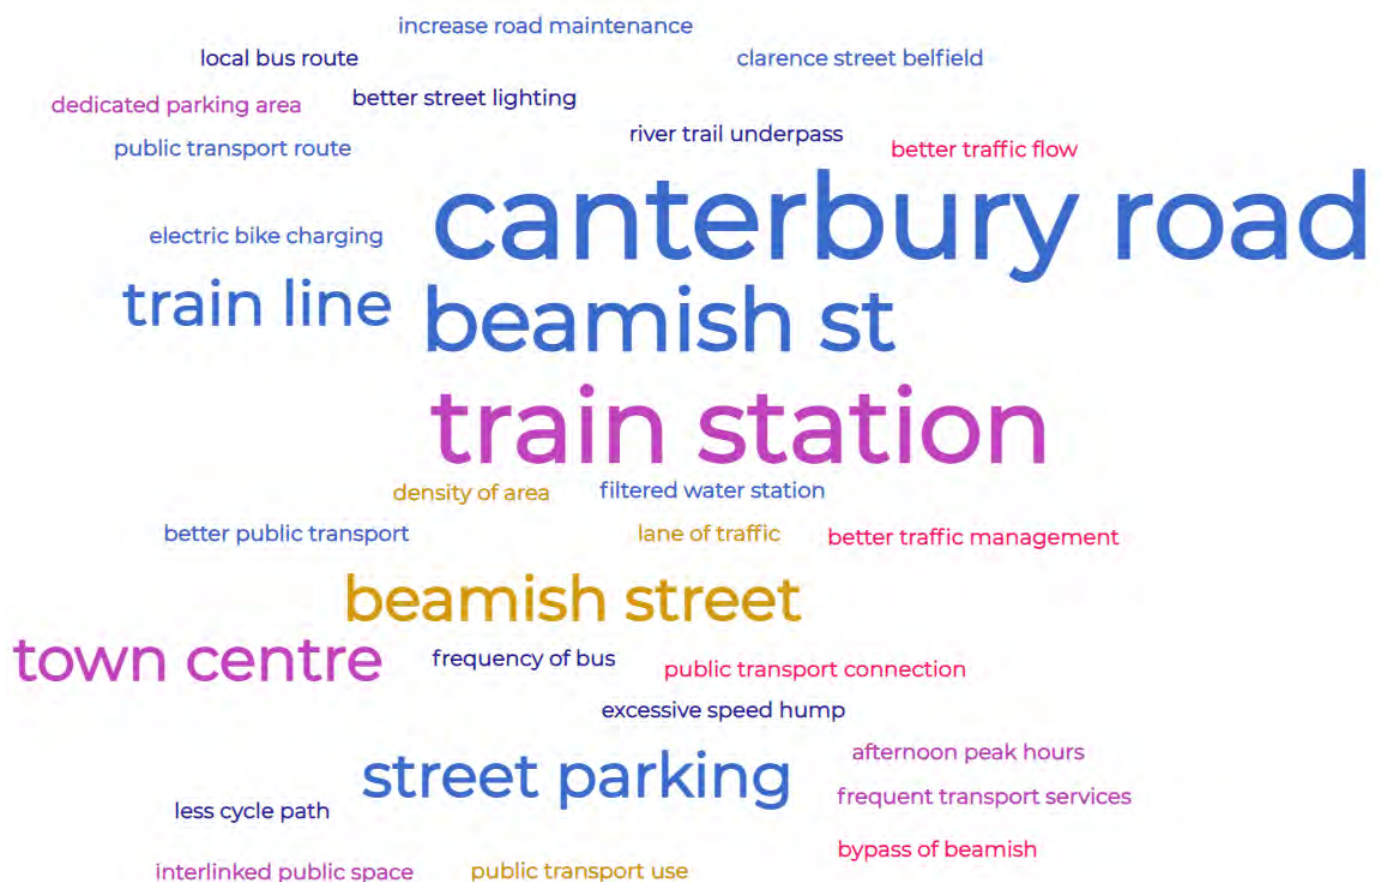 increase road maintenance
local bus route
clarence street belfield
dedicated parking area
better street lighting
river trail underpass
public transport route
better traffic flow
canterbury road
electric bike charging
train line
beamish st
train station
density of area
filtered water station
better public transport
lane of traffic
better traffic management
beamish street
town centre
frequency of bus
public transport connection
excessive speed hump
street parking
afternoon peak hours
frequent transport services
less cycle path
bypass of beamish
interlinked public space
public transport use